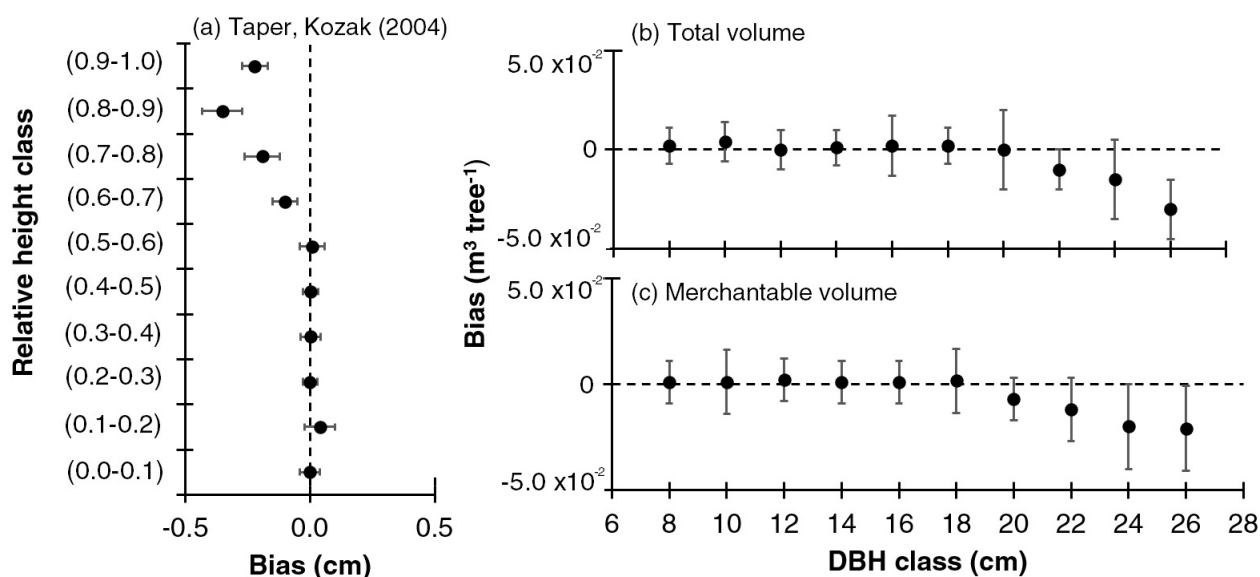 (a) Taper, Kozak (2004)
Relative height class
(0.9-1.0)
(0.8-0.9)
(0.7-0.8)
(0.6-0.7)
(0.5-0.6)
(0.4-0.5)
(0.3-0.4)
(0.2-0.3)
(0.1-0.2)
(0.0-0.1)
-0.5 0.0 0.5
Bias (cm)
(b) Total volume
5.0 x10⁻²
0
-5.0 x10⁻²
Bias (m³ tree⁻¹)
(c) Merchantable volume
5.0 x10⁻²
0
-5.0 x10⁻²
6 8 10 12 14 16 18 20 22 24 26 28
DBH class (cm)